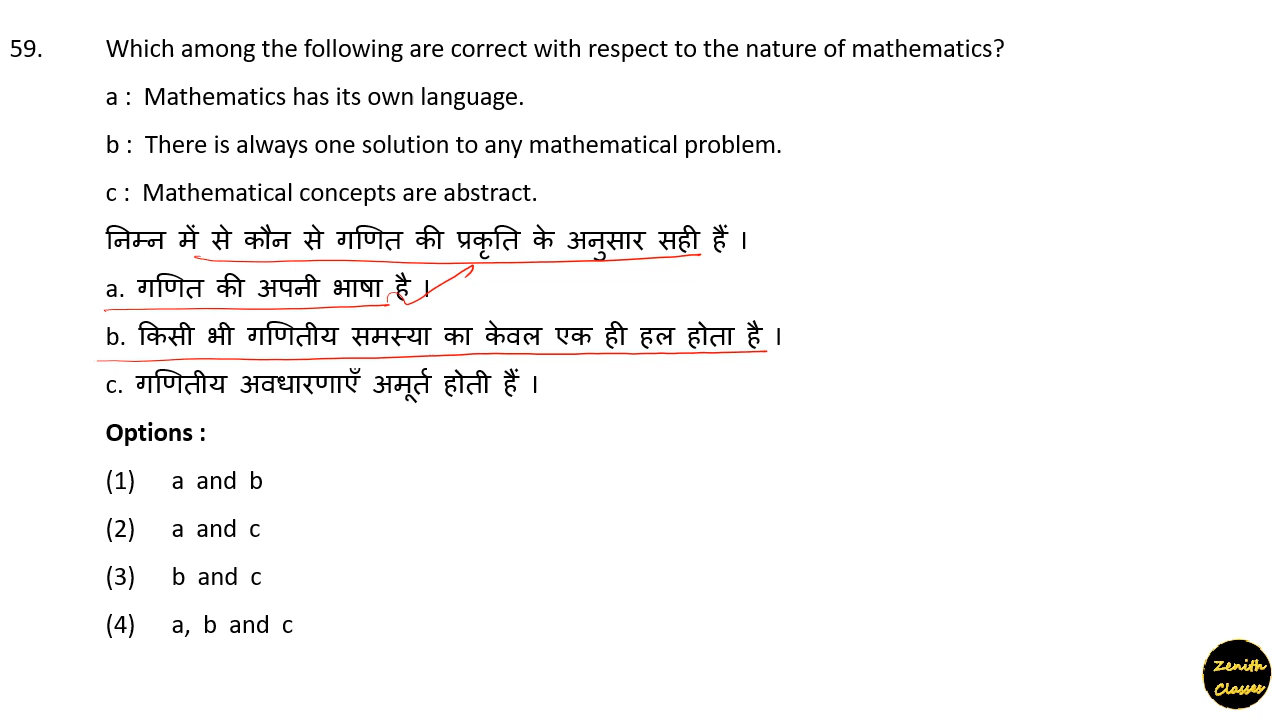 59. Which among the following are correct with respect to the nature of mathematics?
a : Mathematics has its own language.
b : There is always one solution to any mathematical problem.
c : Mathematical concepts are abstract.
निम्न में से कौन से गणित की प्रकृति के अनुसार सही हैं ।
a. गणित की अपनी भाषा है ।
b. किसी भी गणितीय समस्या का केवल एक ही हल होता है ।
c. गणितीय अवधारणाएँ अमूर्त होती हैं ।
Options :
(1) a and b
(2) a and c
(3) b and c
(4) a, b and c
Zenith
Classes